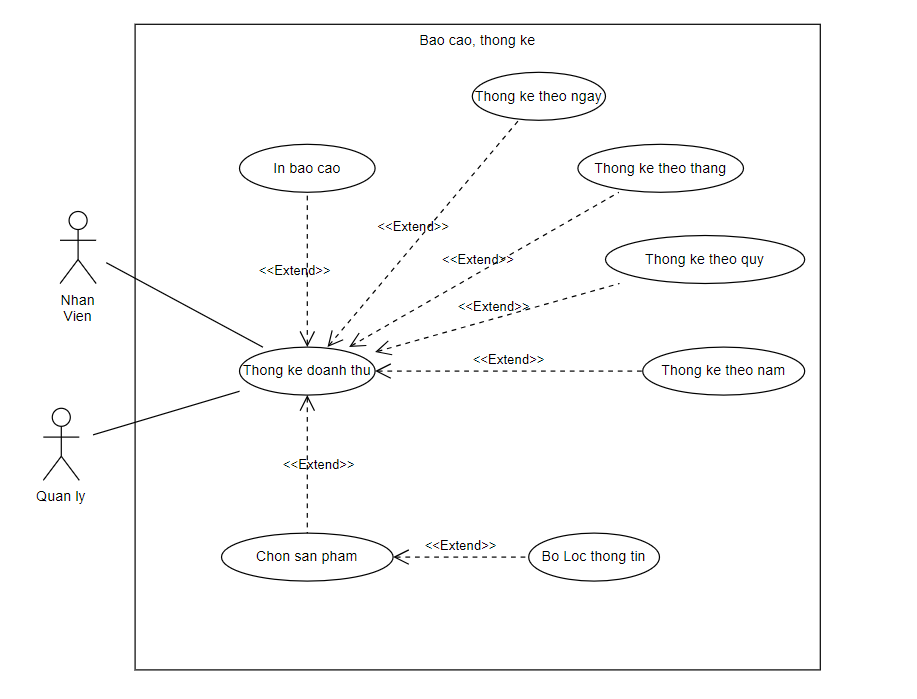 Bao cao, thong ke
Thong ke theo ngay
In bao cao
Thong ke theo thang
<<Extend>>
Nhan
Vien
<<Extend>>
Thong ke theo quy
<<Extend>>
<<Extend>>
<<Extend>>
Thong ke doanh thu
Thong ke theo nam
Quan ly
<<Extend>>
Chon san pham
<<Extend>>
Bo Loc thong tin